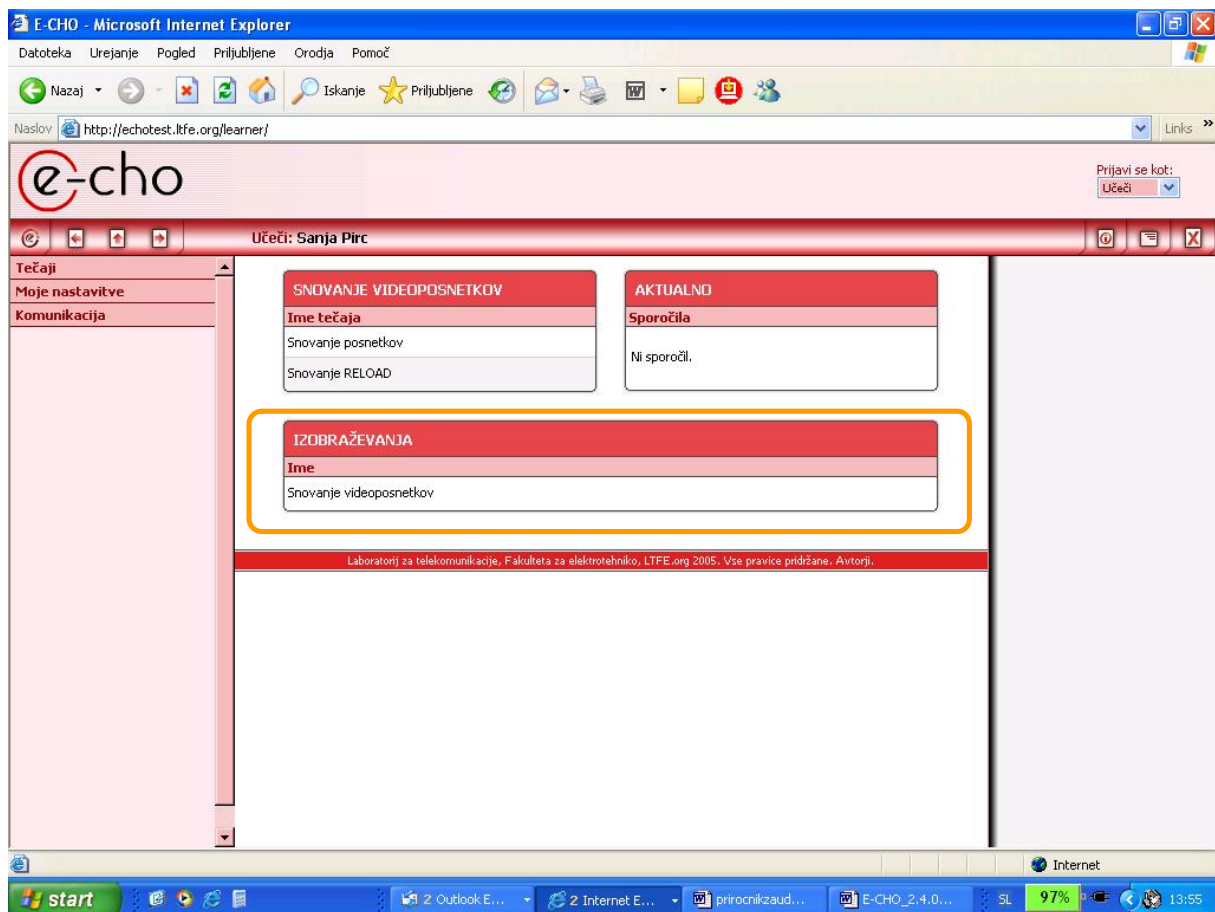 E-CHO - Microsoft Internet Explorer
Datoteka Urejanje Pogled Priljubljene Orodja Pomoč
Nazaj Iskanje Priljubljene
Naslov http://echotest.ltfe.org/learner/ Links »
e-cho
Prijavi se kot:
Učeči
Učeči: Sanja Pirc
Tečaji
Moje nastavitve
Komunikacija
SNOVANJE VIDEOPOSNETKOV
Ime tečaja
Snovanje posnetkov
Snovanje RELOAD
AKTUALNO
Sporočila
Ni sporočil.
IZOBRAŽEVANJA
Ime
Snovanje videoposnetkov
Laboratorij za telekomunikacije, Fakulteta za elektrotehniko, LTFE.org 2005. Vse pravice pridržane. Avtorji.
Internet
start 2 Outlook E... 2 Internet E... prirocnikzaud... E-CHO_2.4.0... SL 97% 13:55